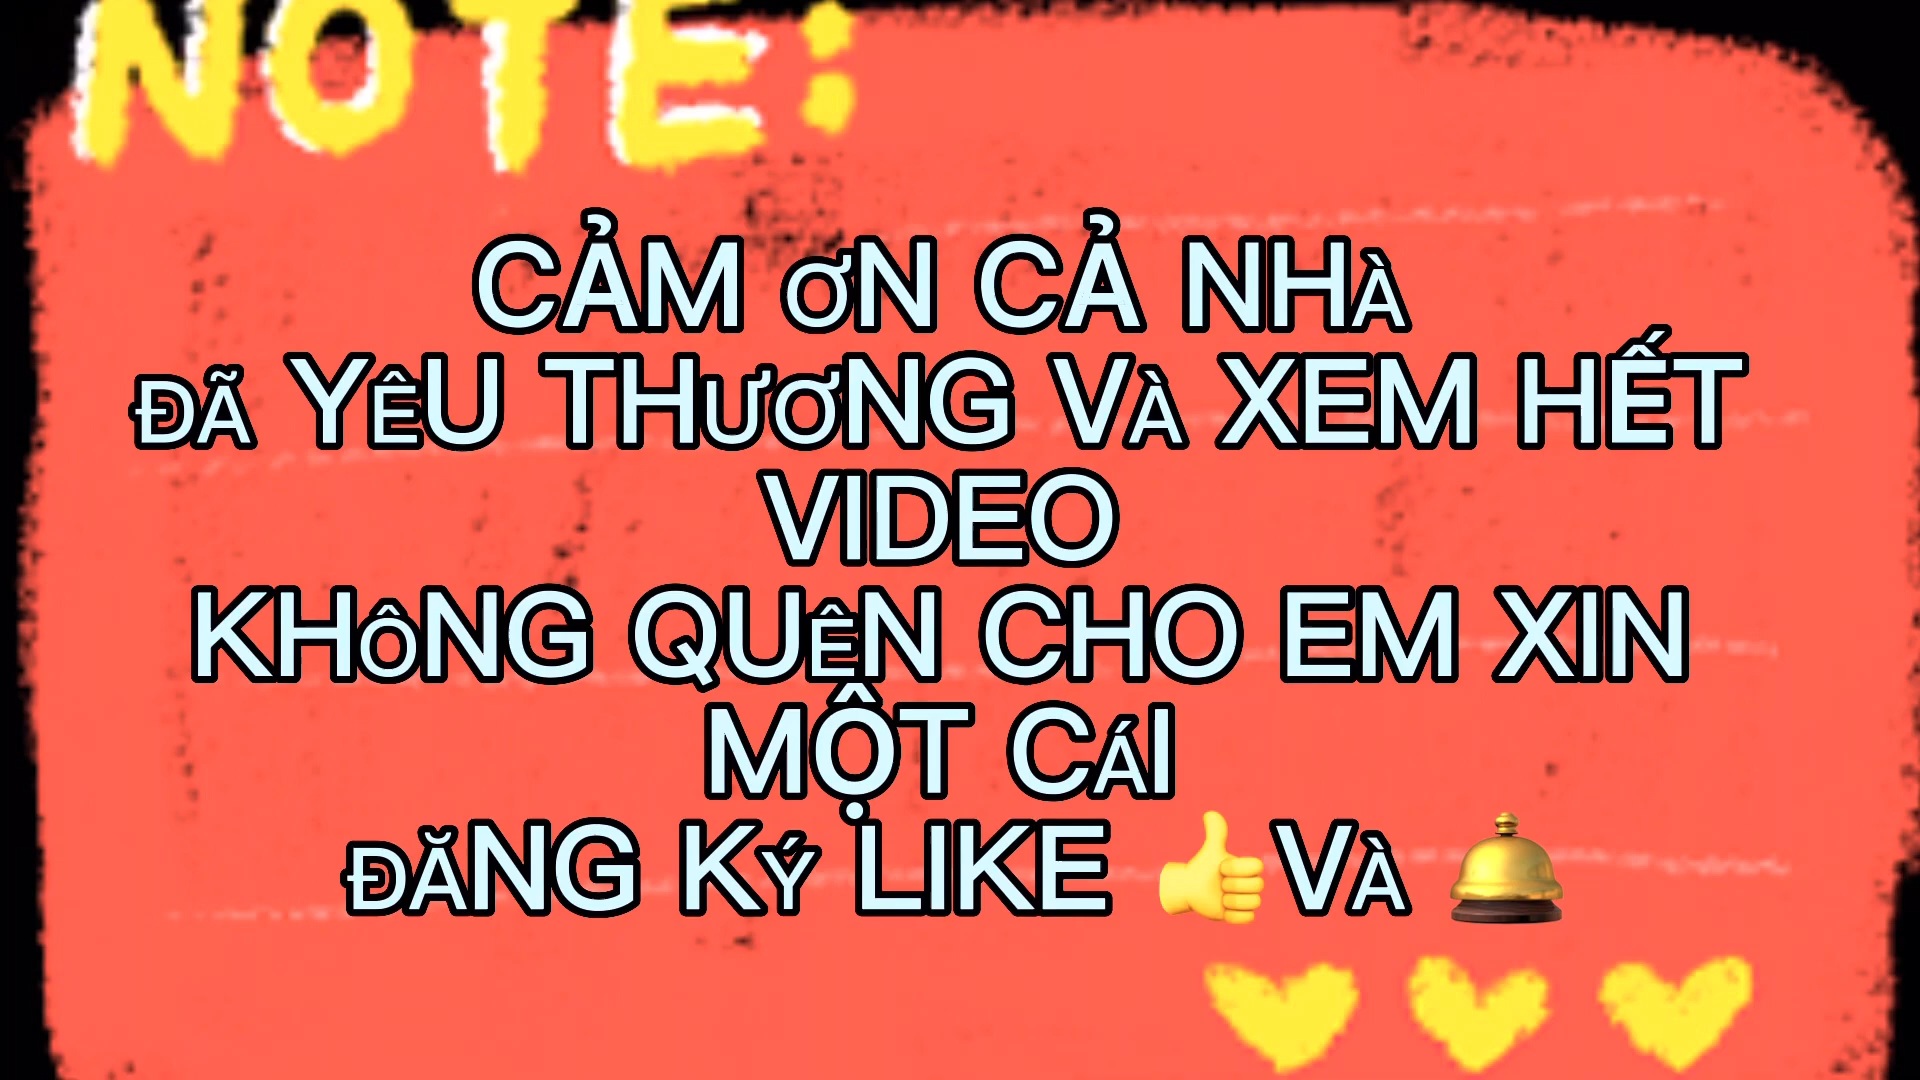 NOTE:
CẢM ƠN CẢ NHÀ
ĐÃ YÊU THƯƠNG VÀ XEM HẾT
VIDEO
KHÔNG QUÊN CHO EM XIN
MỘT CÁI
ĐĂNG KÝ LIKE 👍VÀ 🛎️